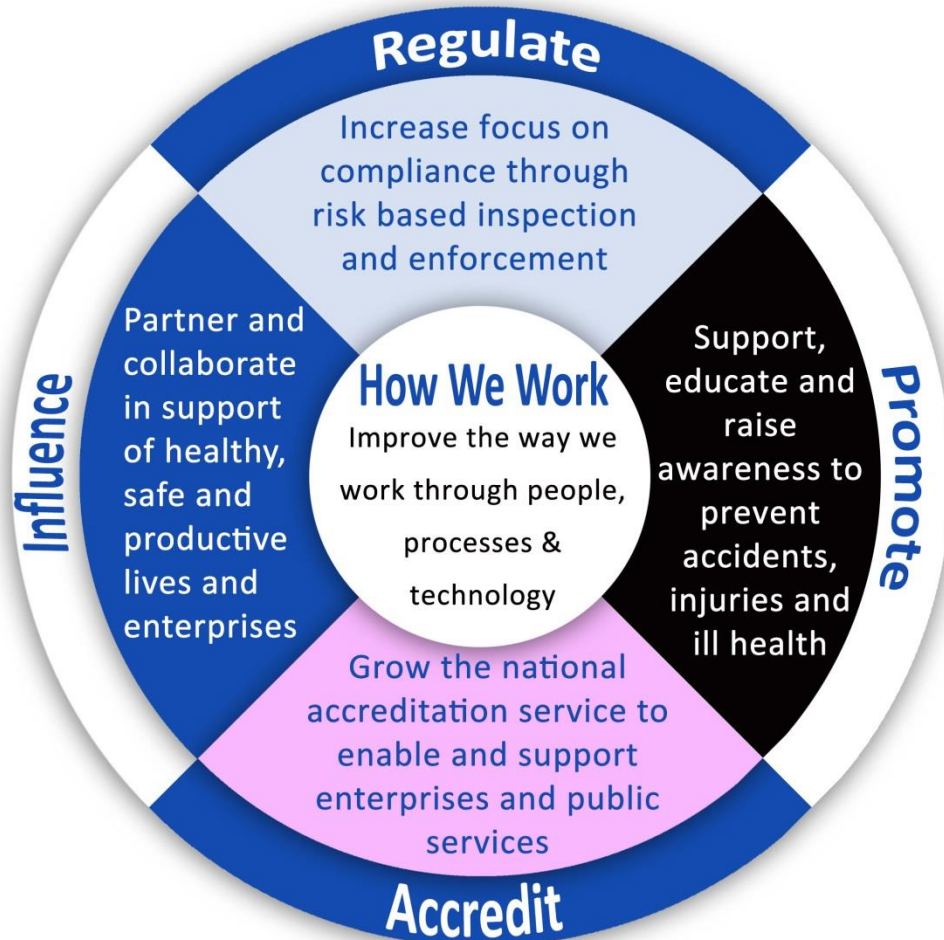 Regulate
Increase focus on
compliance through
risk based inspection
and enforcement
Influence
Partner and
collaborate
in support
of healthy,
safe and
productive
lives and
enterprises
How We Work
Improve the way we
work through people,
processes &
technology
Promote
Support,
educate and
raise
awareness to
prevent
accidents,
injuries and
ill health
Grow the national
accreditation service to
enable and support
enterprises and public
services
Accredit